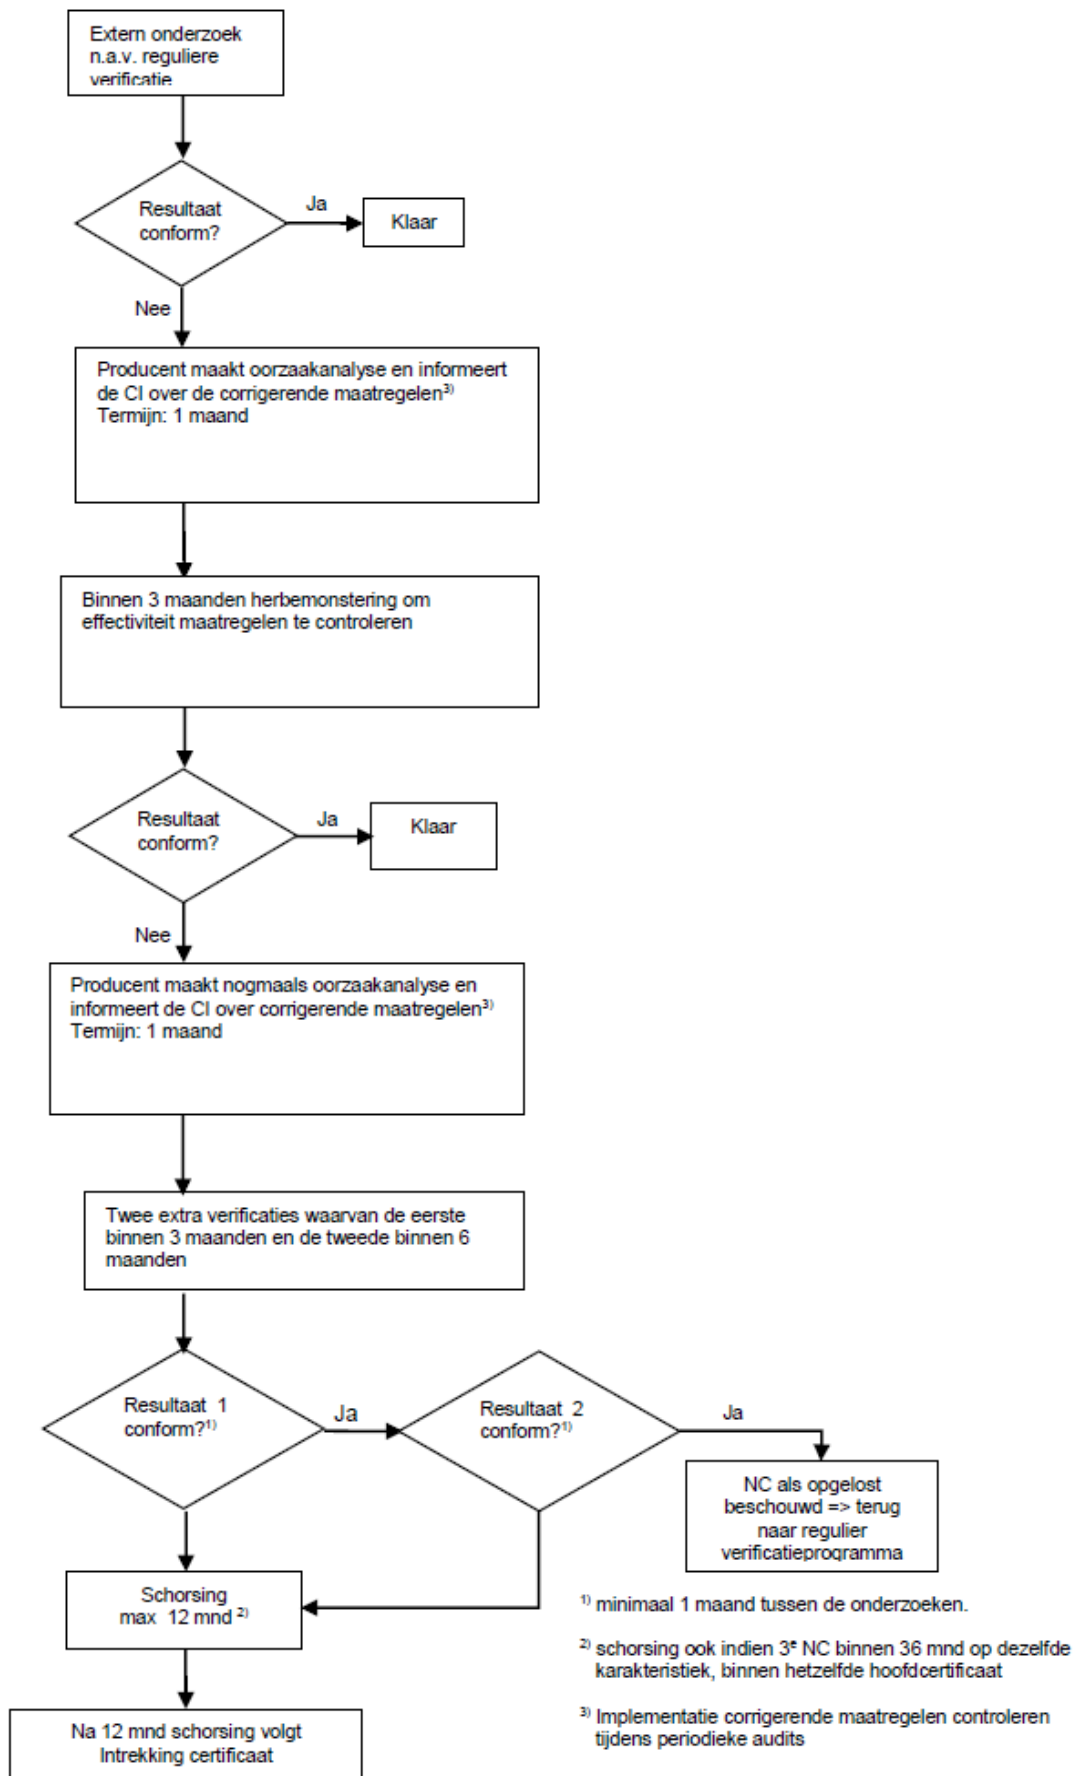 Extern onderzoek
n.a.v. reguliere
verificatie
Resultaat
conform?
Ja
Klaar
Nee
Producent maakt oorzaakanalyse en informeert
de CI over de corrigerende maatregelen³⁾
Termijn: 1 maand
Binnen 3 maanden herbemonstering om
effectiviteit maatregelen te controleren
Resultaat
conform?
Ja
Klaar
Nee
Producent maakt nogmaals oorzaakanalyse en
informeert de CI over corrigerende maatregelen³⁾
Termijn: 1 maand
Twee extra verificaties waarvan de eerste
binnen 3 maanden en de tweede binnen 6
maanden
Resultaat 1
conform?¹⁾
Ja
Resultaat 2
conform?¹⁾
Ja
NC als opgelost
beschouwd => terug
naar regulier
verificatieprogramma
Schorsing
max 12 mnd ²⁾
Na 12 mnd schorsing volgt
Intrekking certificaat
¹⁾ minimaal 1 maand tussen de onderzoeken.
²⁾ schorsing ook indien 3ᵉ NC binnen 36 mnd op dezelfde
karakteristiek, binnen hetzelfde hoofdcertificaat
³⁾ Implementatie corrigerende maatregelen controleren
tijdens periodieke audits